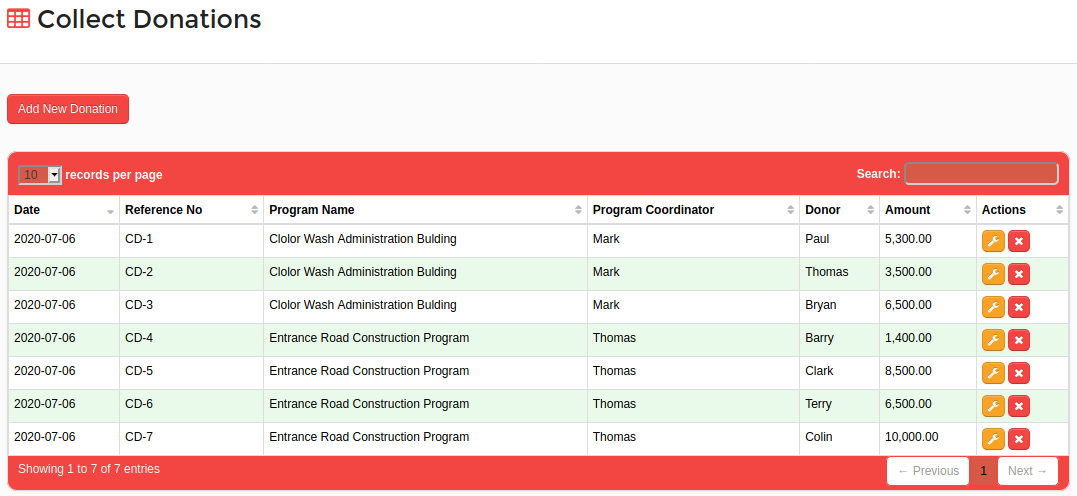 Collect Donations
Add New Donation
10 records per page Search:
Date Reference No Program Name Program Coordinator Donor Amount Actions
2020-07-06 CD-1 Clolor Wash Administration Bulding Mark Paul 5,300.00
2020-07-06 CD-2 Clolor Wash Administration Bulding Mark Thomas 3,500.00
2020-07-06 CD-3 Clolor Wash Administration Bulding Mark Bryan 6,500.00
2020-07-06 CD-4 Entrance Road Construction Program Thomas Barry 1,400.00
2020-07-06 CD-5 Entrance Road Construction Program Thomas Clark 8,500.00
2020-07-06 CD-6 Entrance Road Construction Program Thomas Terry 6,500.00
2020-07-06 CD-7 Entrance Road Construction Program Thomas Colin 10,000.00
Showing 1 to 7 of 7 entries ← Previous 1 Next →